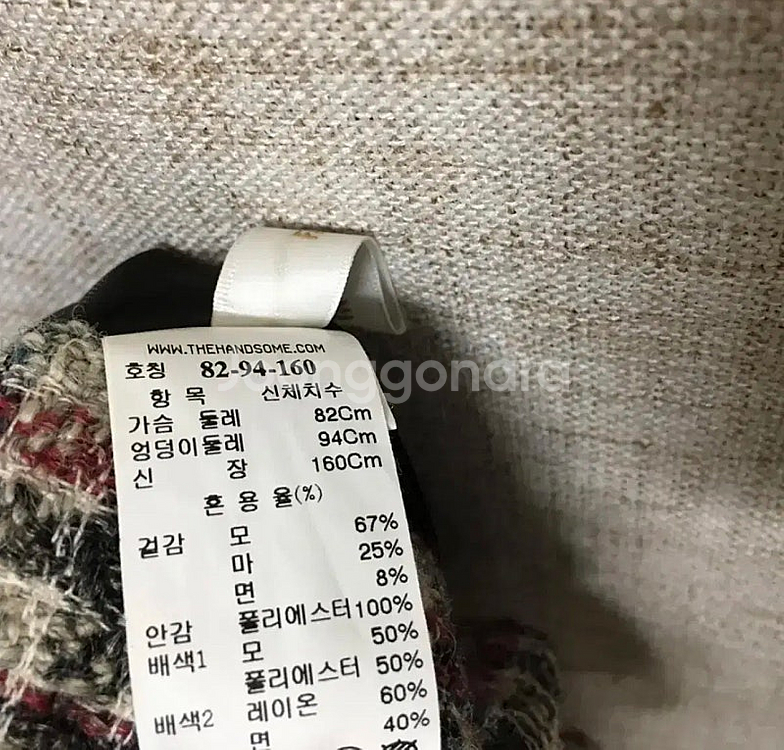 WWW.THEHANDSOME.COM
호칭 82-94-160
항 목 신체치수
가슴 둘레 82Cm
엉덩이둘레 94Cm
신 장 160Cm
혼 용 율(%)
겉감 모 67%
마 25%
면 8%
안감 폴리에스터 100%
배색1 모 50%
폴리에스터 50%
배색2 레이온 60%
면 40%